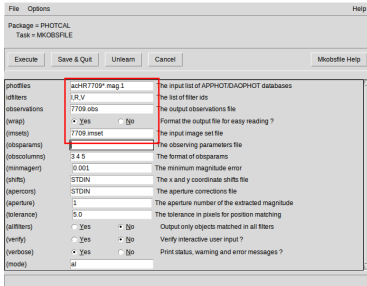 File Options Help
Package = PHOTCAL
Task = MKOBSFILE
Execute Save & Quit Unlearn Cancel Mkobsfile Help
photfiles acHR7709*.mag.1 The input list of APPHOT/DAOPHOT databases
idfilters I,R,V The list of filter ids
observations 7709.obs The output observations file
(wrap) Yes No Format the output file for easy reading ?
(imsets) 7709.imset The input image set file
(obsparams) The observing parameters file
(obscolumns) 3 4 5 The format of obsparams
(minmagerr) 0.001 The minimum magnitude error
(shifts) STDIN The x and y coordinate shifts file
(apercors) STDIN The aperture corrections file
(aperture) 1 The aperture number of the extracted magnitude
(tolerance) 5.0 The tolerance in pixels for position matching
(allfilters) Yes No Output only objects matched in all filters
(verify) Yes No Verify interactive user input ?
(verbose) Yes No Print status, warning and error messages ?
(mode) al